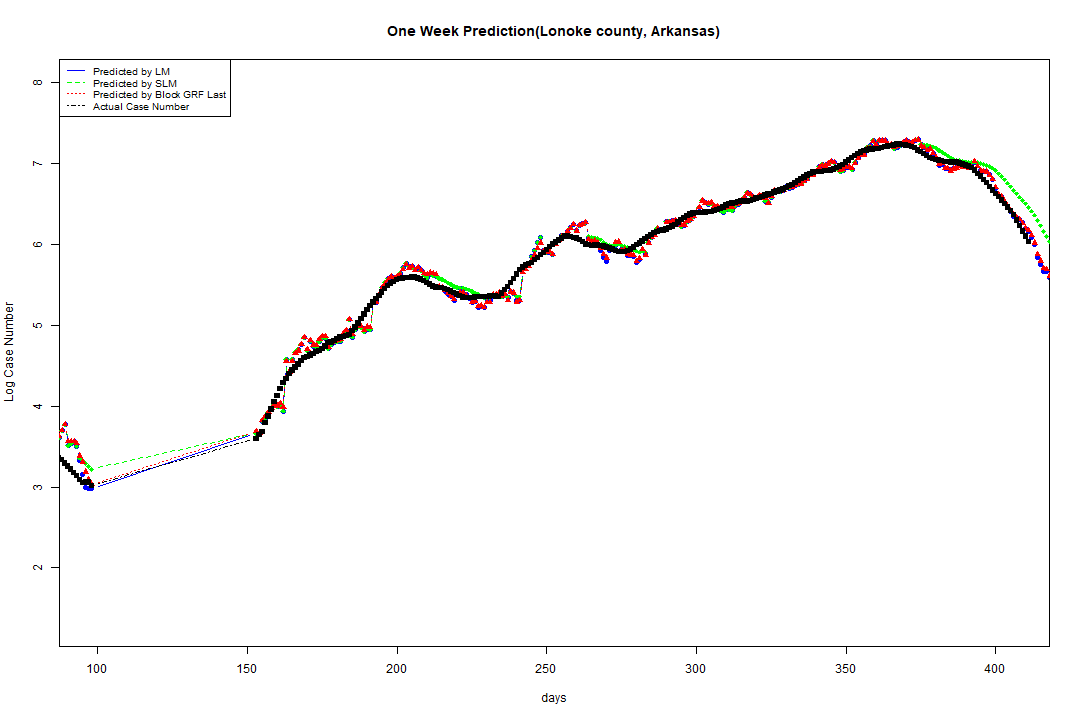 One Week Prediction(Lonoke county, Arkansas)
Predicted by LM
Predicted by SLM
Predicted by Block GRF Last
Actual Case Number
8
7
6
5
4
3
2
Log Case Number
100 150 200 250 300 350 400
days